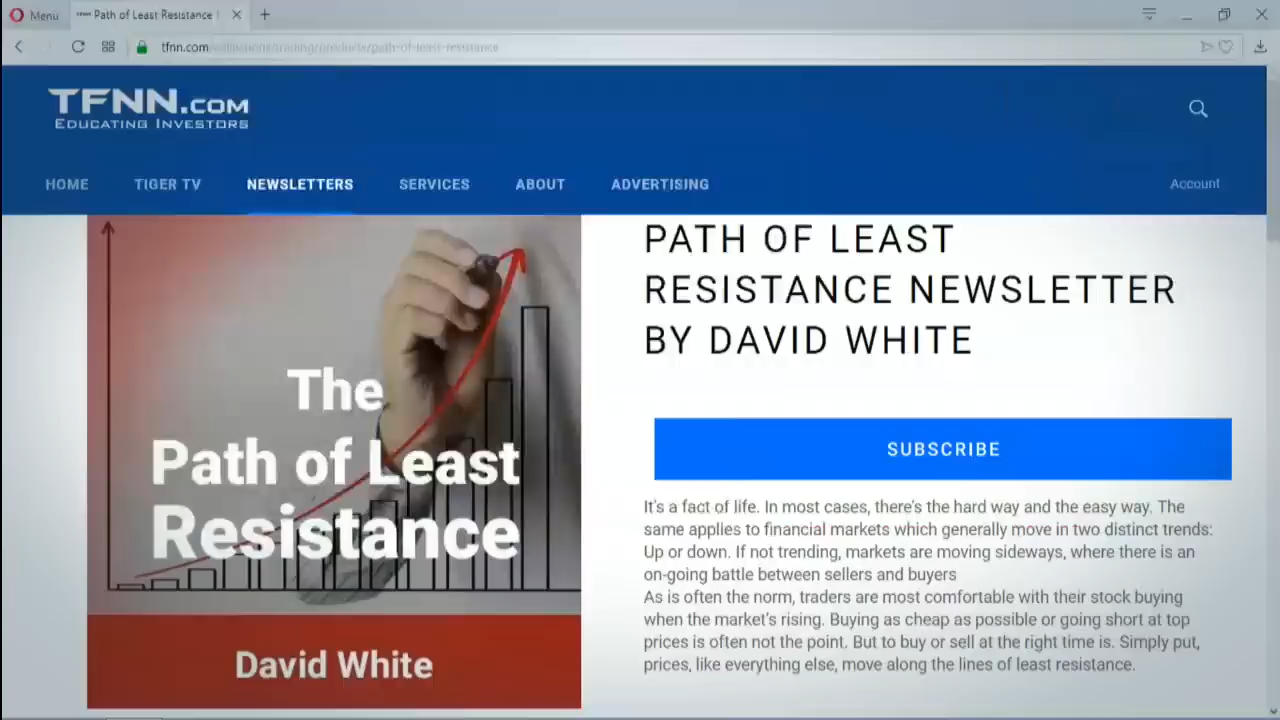 Menu
Path of Least Resistance
tfnn.com
TFNN.COM
EDUCATING INVESTORS
HOME TIGER TV NEWSLETTERS SERVICES ABOUT ADVERTISING Account
The
Path of Least
Resistance
David White
PATH OF LEAST
RESISTANCE NEWSLETTER
BY DAVID WHITE
SUBSCRIBE
It's a fact of life. In most cases, there's the hard way and the easy way. The
same applies to financial markets which generally move in two distinct trends:
Up or down. If not trending, markets are moving sideways, where there is an
on-going battle between sellers and buyers
As is often the norm, traders are most comfortable with their stock buying
when the market's rising. Buying as cheap as possible or going short at top
prices is often not the point. But to buy or sell at the right time is. Simply put,
prices, like everything else, move along the lines of least resistance.